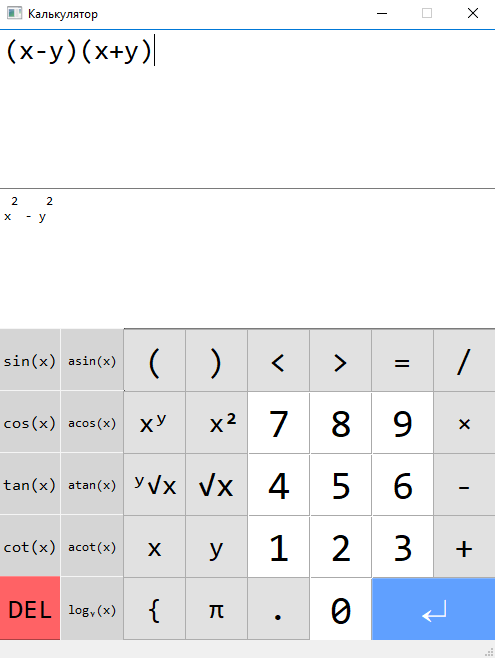 Калькулятор
(x-y)(x+y)
2    2
x  - y
sin(x) asin(x) ( ) < > = /
cos(x) acos(x) xʸ x² 7 8 9 ×
tan(x) atan(x) ʸ√x √x 4 5 6 -
cot(x) acot(x) x y 1 2 3 +
DEL logᵧ(x) { π . 0 ↵